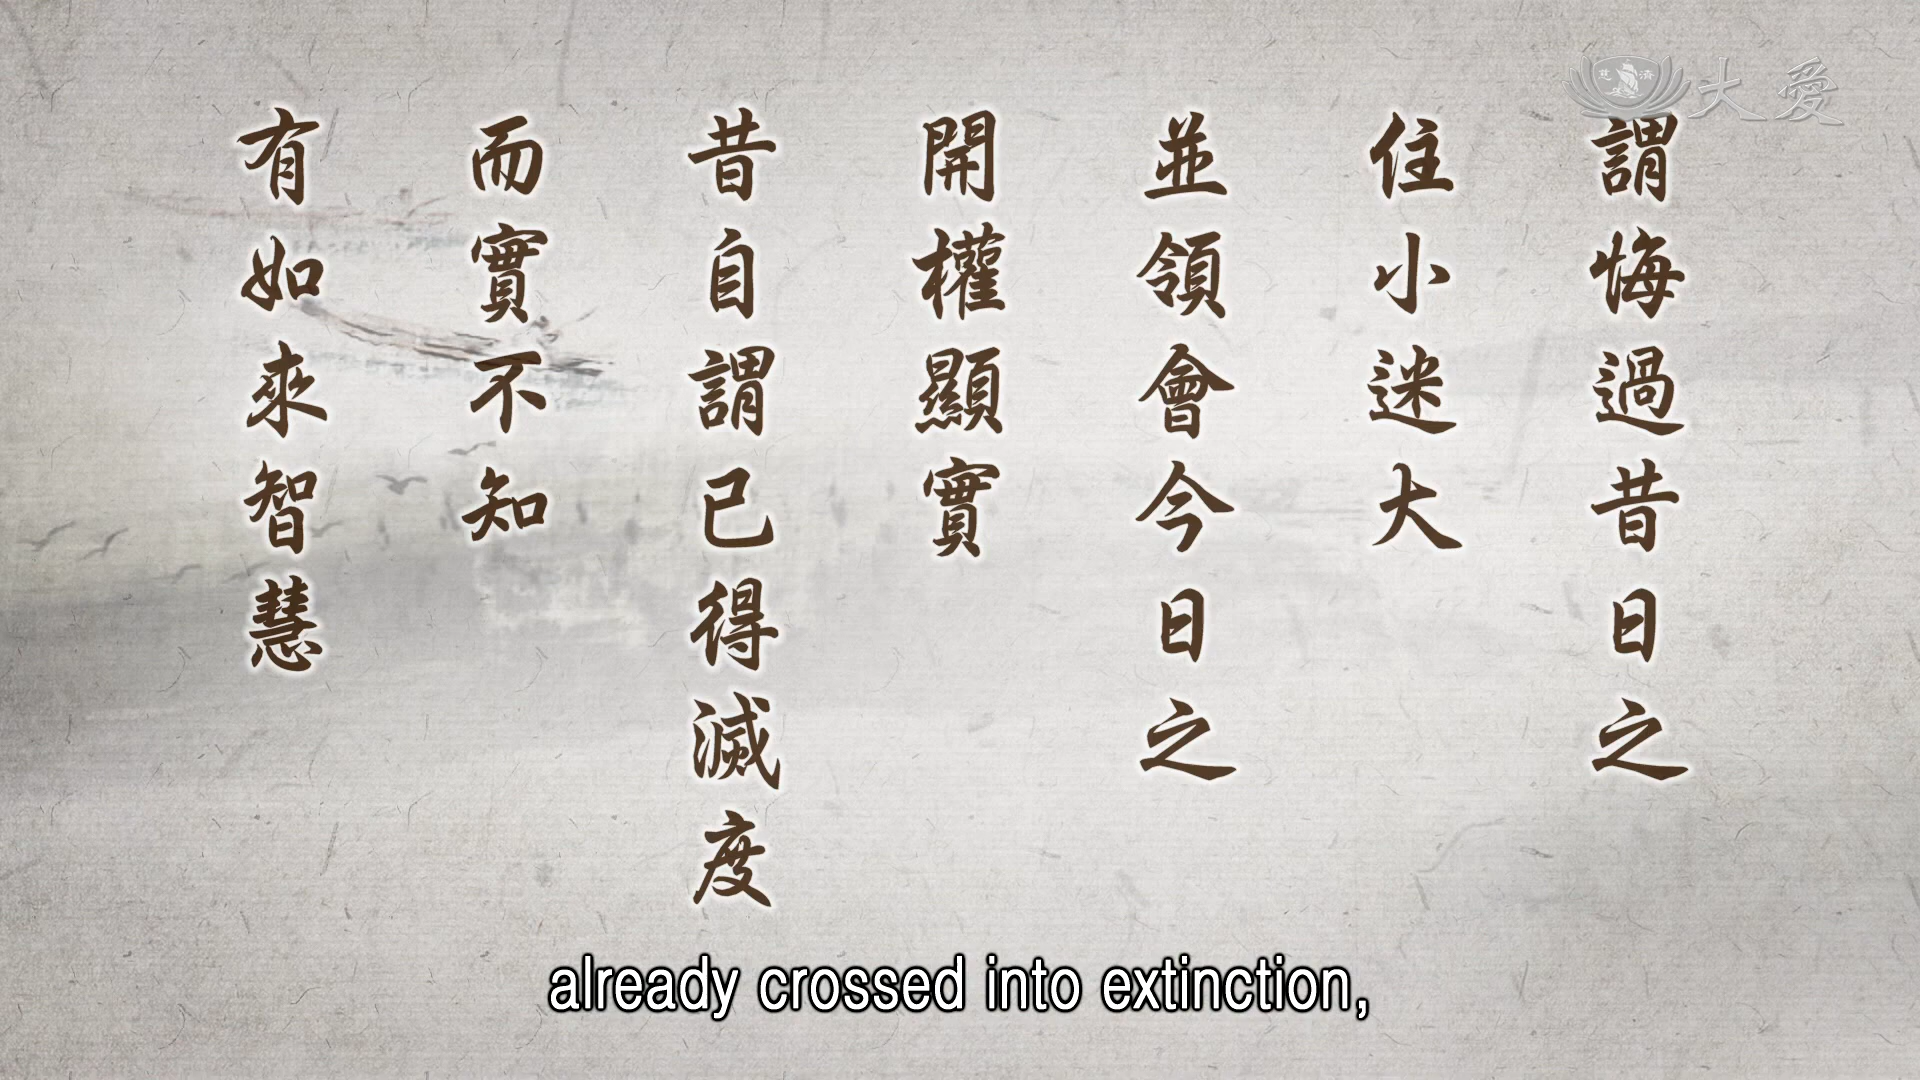 謂悔過昔日之
住小迷大
並領會今日之
開權顯實
昔自謂已得滅度
而實不知
有如來智慧
already crossed into extinction,
慈濟
大愛